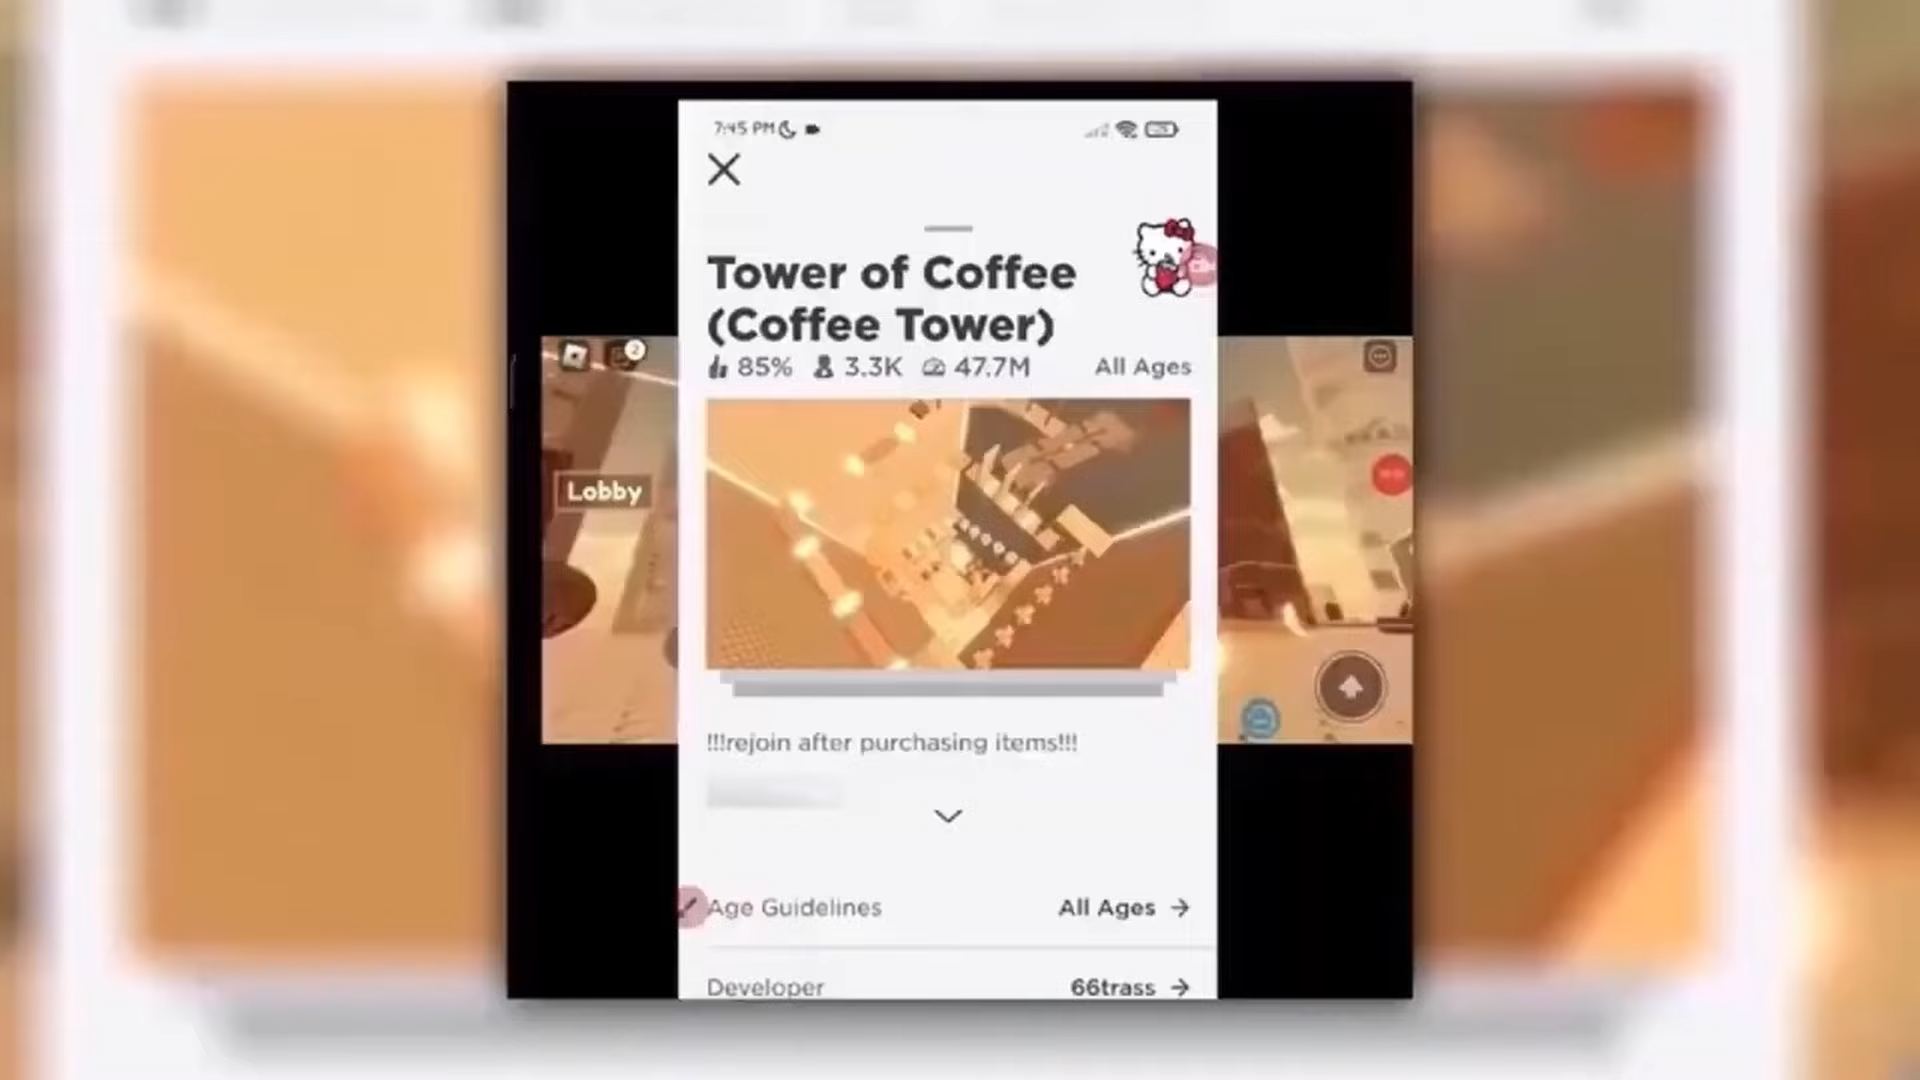 7:45 PM
Tower of Coffee
(Coffee Tower)
85% 3.3K 47.7M All Ages
2
Lobby
!!!rejoin after purchasing items!!!
Age Guidelines All Ages →
Developer 66trass →